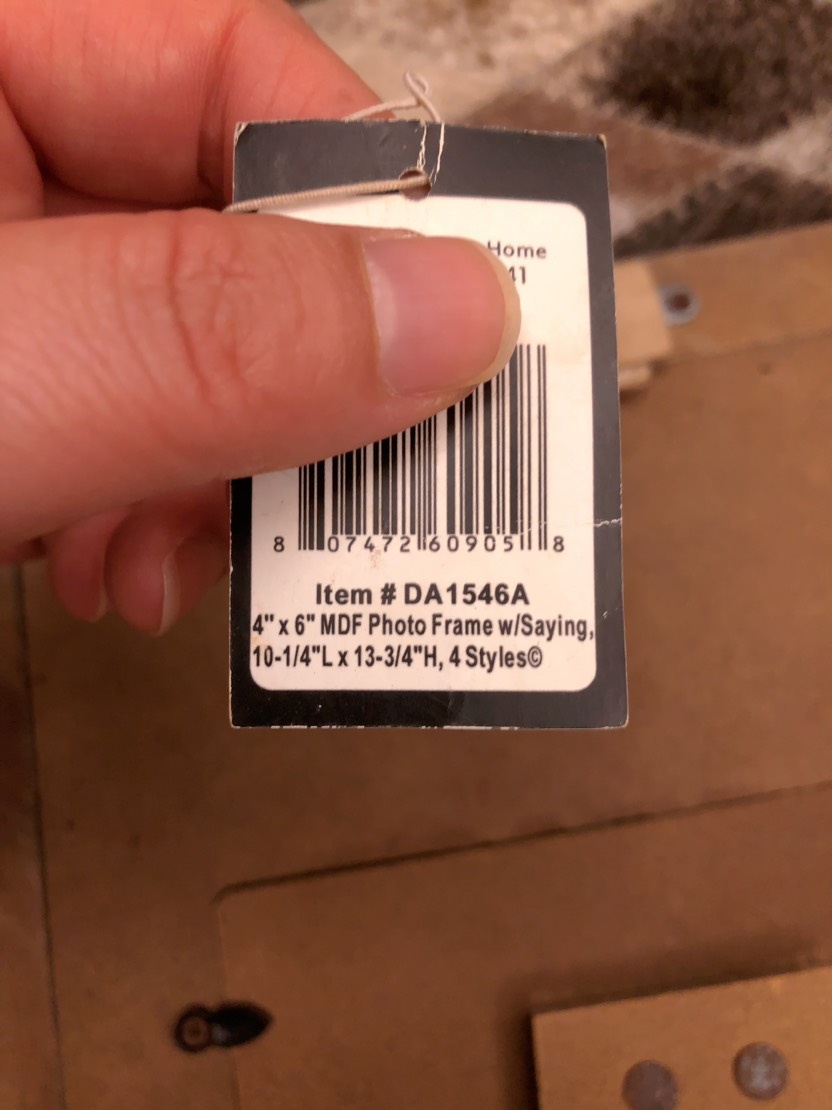 Home
41
8 07472 60905 8
Item # DA1546A
4" x 6" MDF Photo Frame w/Saying,
10-1/4"L x 13-3/4"H, 4 Styles©